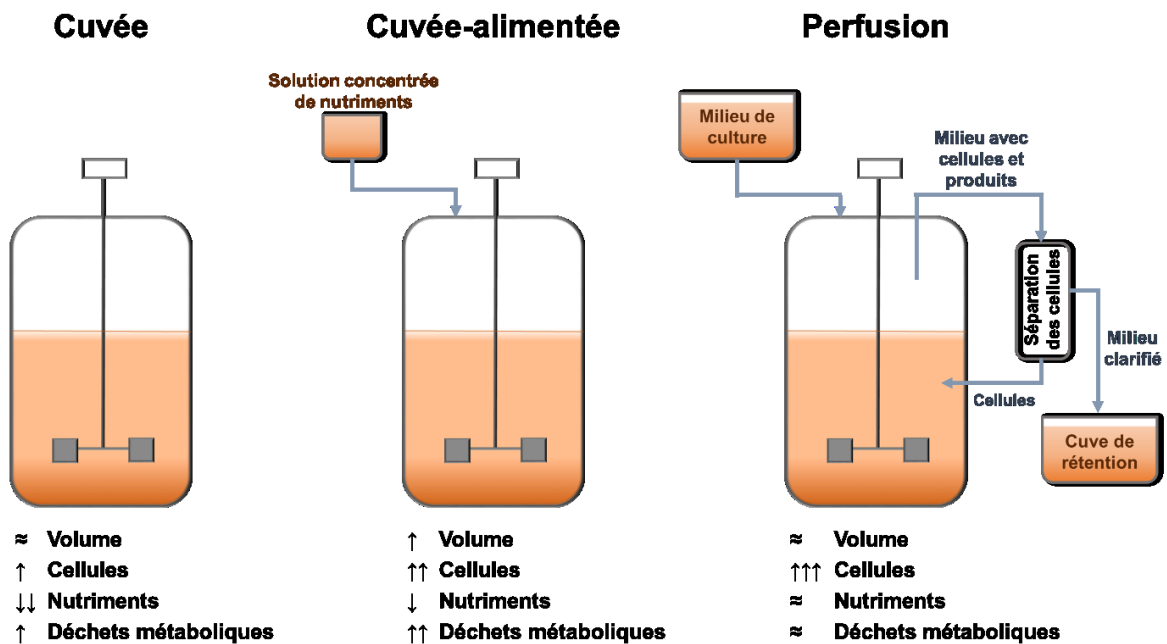 Cuvée
Cuvée-alimentée
Perfusion
Solution concentrée
de nutriments
Milieu de
culture
Milieu avec
cellules et
produits
Séparation
des cellules
Milieu
clarifié
Cellules
Cuve de
rétention
≈ Volume
↑ Cellules
↓↓ Nutriments
↑ Déchets métaboliques
↑ Volume
↑↑ Cellules
↓ Nutriments
↑↑ Déchets métaboliques
≈ Volume
↑↑↑ Cellules
≈ Nutriments
≈ Déchets métaboliques